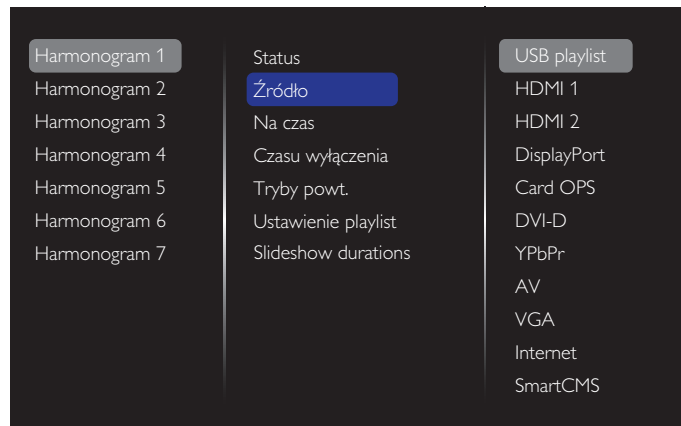 Harmonogram 1
Harmonogram 2
Harmonogram 3
Harmonogram 4
Harmonogram 5
Harmonogram 6
Harmonogram 7
Status
Źródło
Na czas
Czasu wyłączenia
Tryby powt.
Ustawienie playlist
Slideshow durations
USB playlist
HDMI 1
HDMI 2
DisplayPort
Card OPS
DVI-D
YPbPr
AV
VGA
Internet
SmartCMS